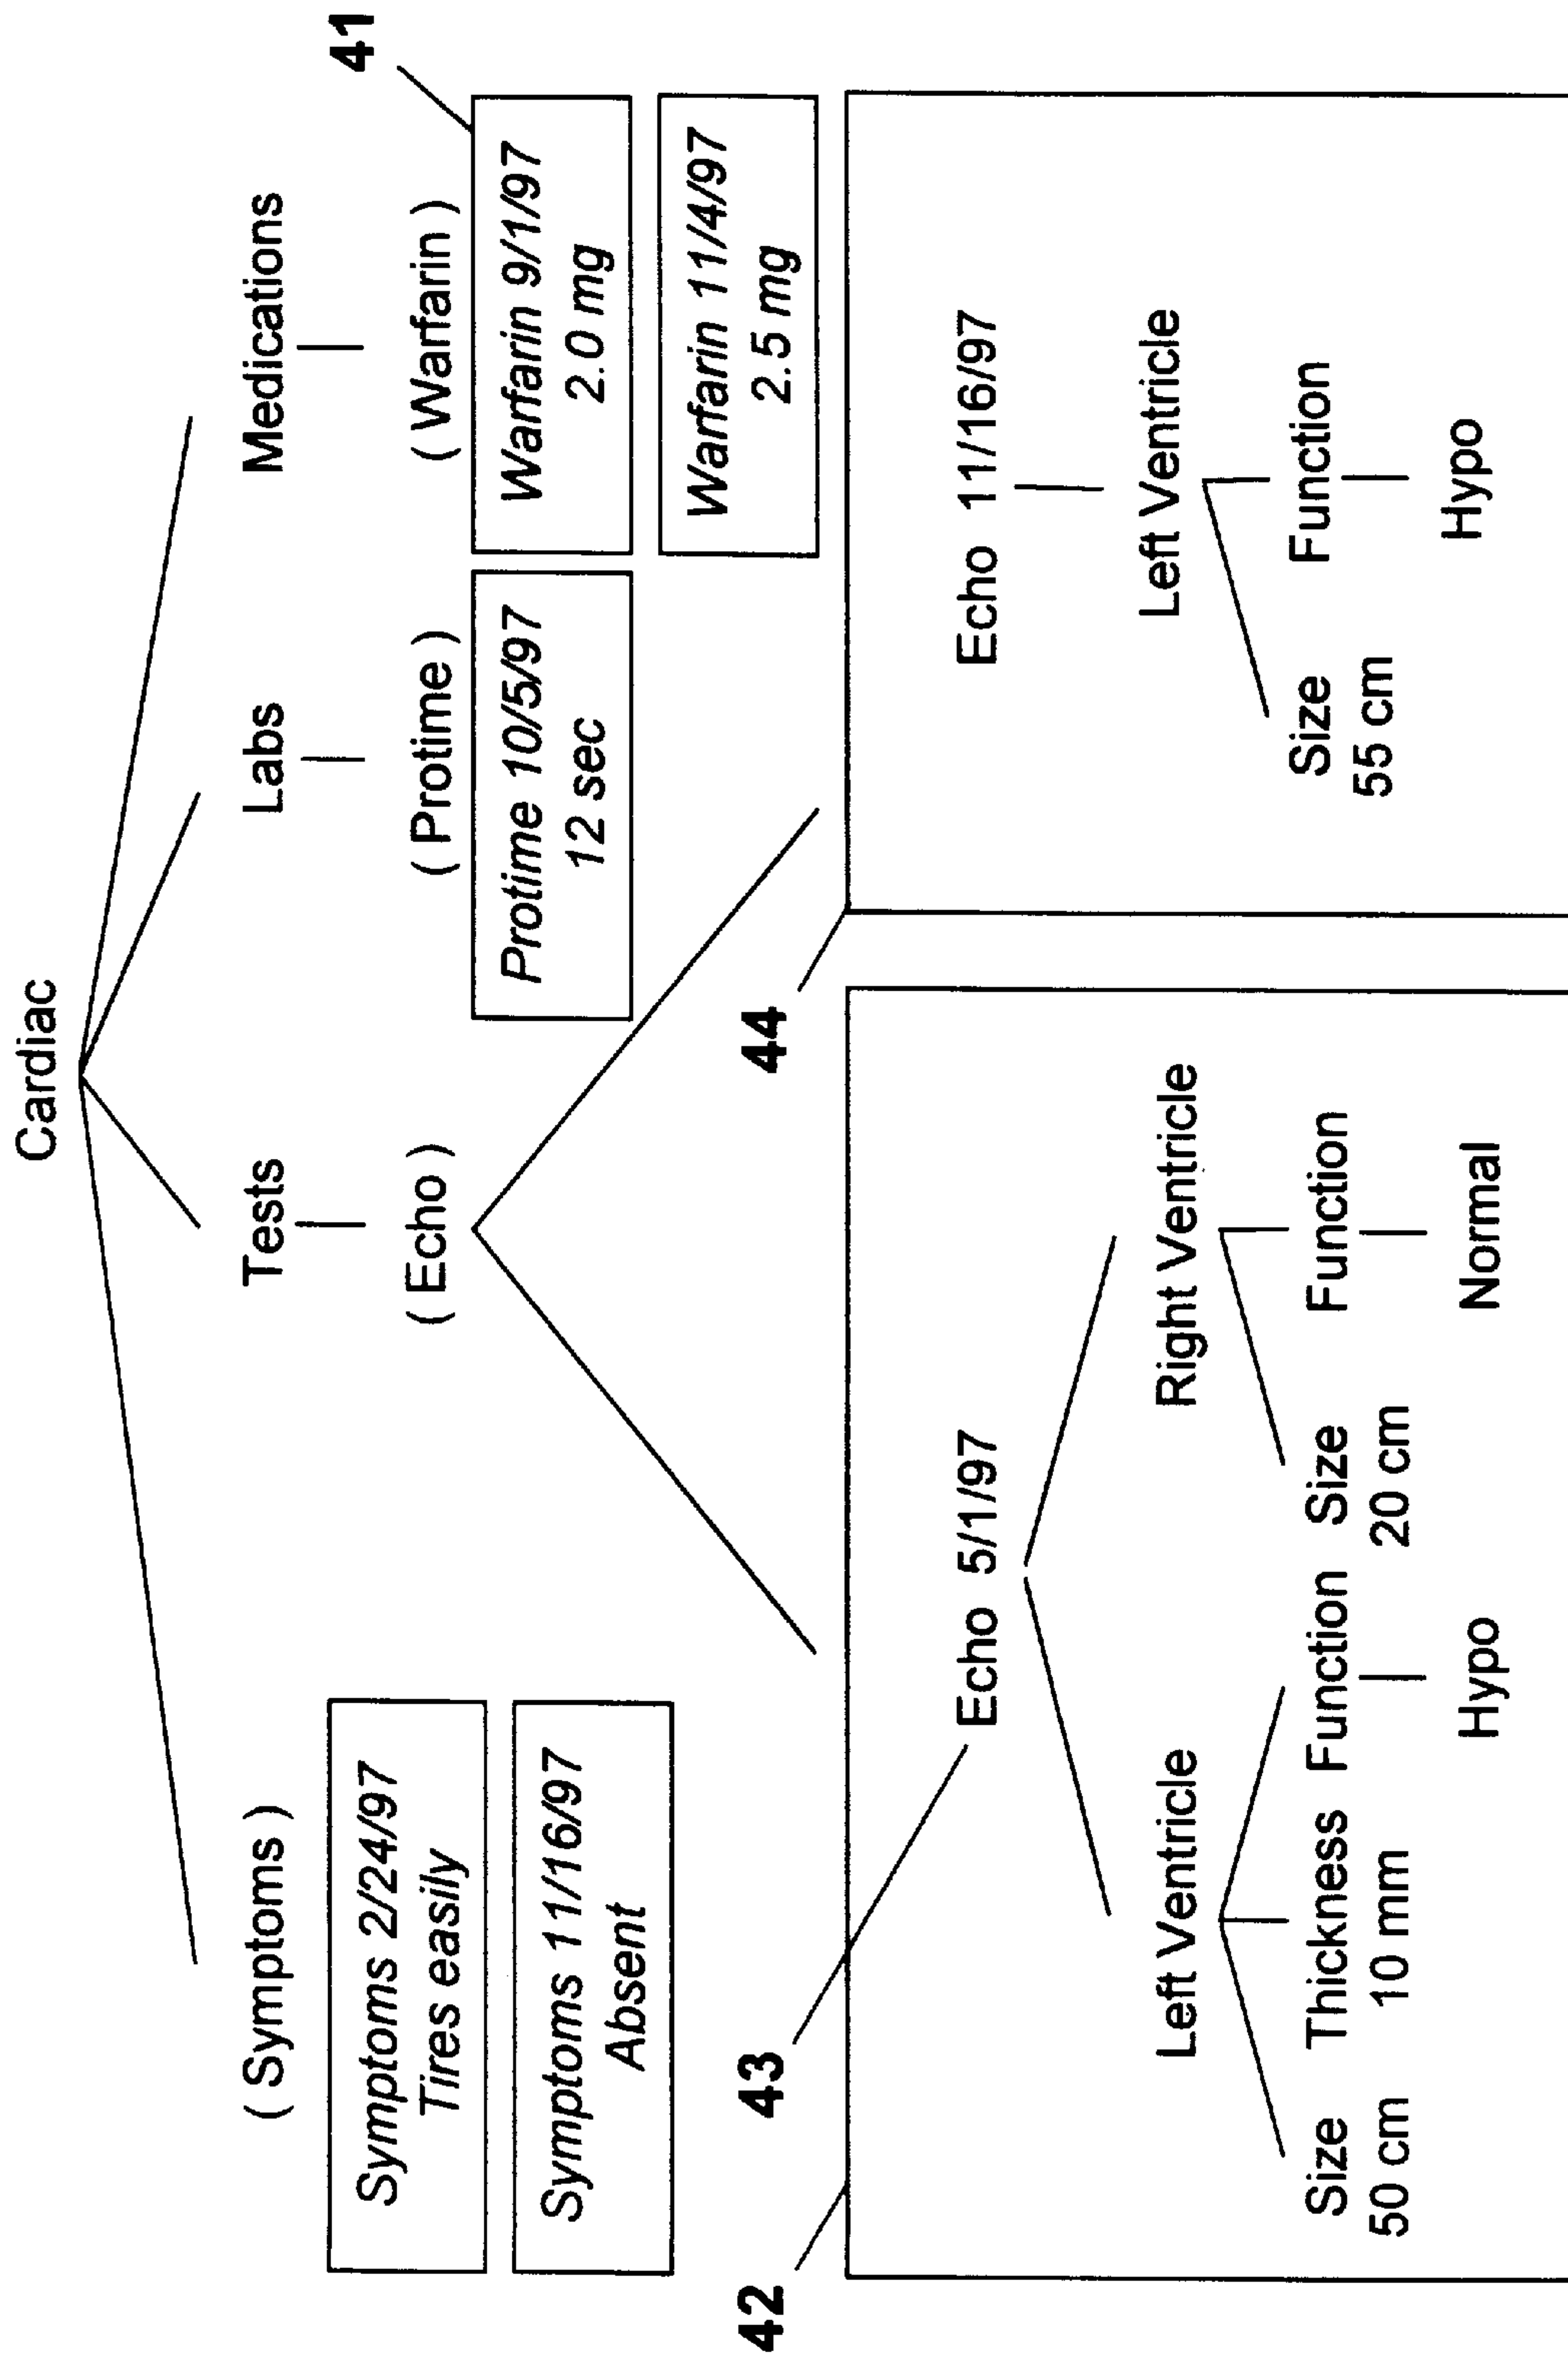 Cardiac
( Symptoms )
Tests
Labs
Medications
41
( Echo )
( Protime )
( Warfarin )
Symptoms 2/24/97
Tires easily
Symptoms 11/16/97
Absent
Protime 10/5/97
12 sec
Warfarin 9/1/97
2.0 mg
Warfarin 11/4/97
2.5 mg
42
43
44
Echo 5/1/97
Left Ventricle
Right Ventricle
Size
Thickness
Function
Size
Function
50 cm
10 mm
20 cm
Hypo
Normal
Echo 11/16/97
Left Ventricle
Size
Function
55 cm
Hypo